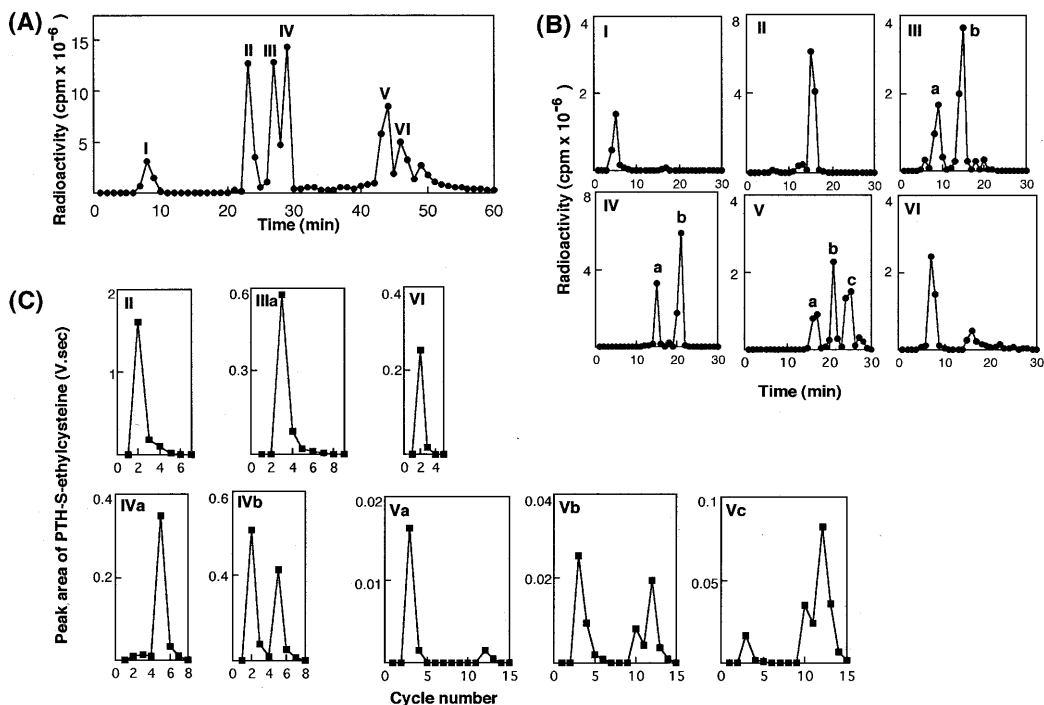 (A)
Radioactivity (cpm x 10⁻⁶)
15
10
5
I
II
III
IV
V
VI
0 10 20 30 40 50 60
Time (min)
(B)
Radioactivity (cpm x 10⁻⁶)
I
4
2
0
0 10 20 30
II
8
4
0
0 10 20 30
III
a
b
4
2
0
0 10 20 30
IV
a
b
8
4
0
0 10 20 30
V
a
b
c
4
2
0
0 10 20 30
VI
4
2
0
0 10 20 30
Time (min)
(C)
Peak area of PTH-S-ethylcysteine (V.sec)
II
2
1
0
0 2 4 6
IIIa
0.6
0.3
0
0 2 4 6 8
VI
0.4
0.2
0
0 2 4
IVa
0.4
0.2
0
0 2 4 6 8
IVb
0.6
0.4
0
0 2 4 6 8
Va
0.02
0.01
0
0 5 10 15
Vb
0.04
0.02
0
0 5 10 15
Vc
0.1
0.05
0
0 5 10 15
Cycle number